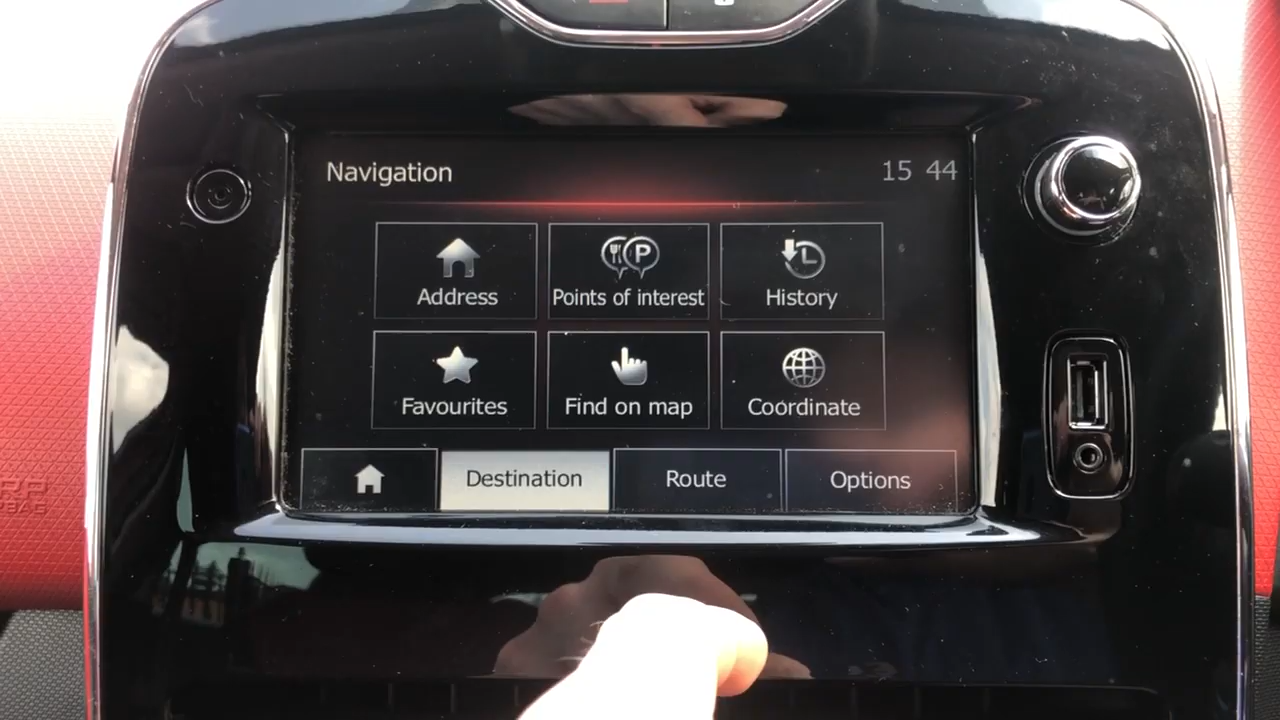 Navigation
15 44
Address
Points of interest
History
Favourites
Find on map
Coordinate
Destination
Route
Options